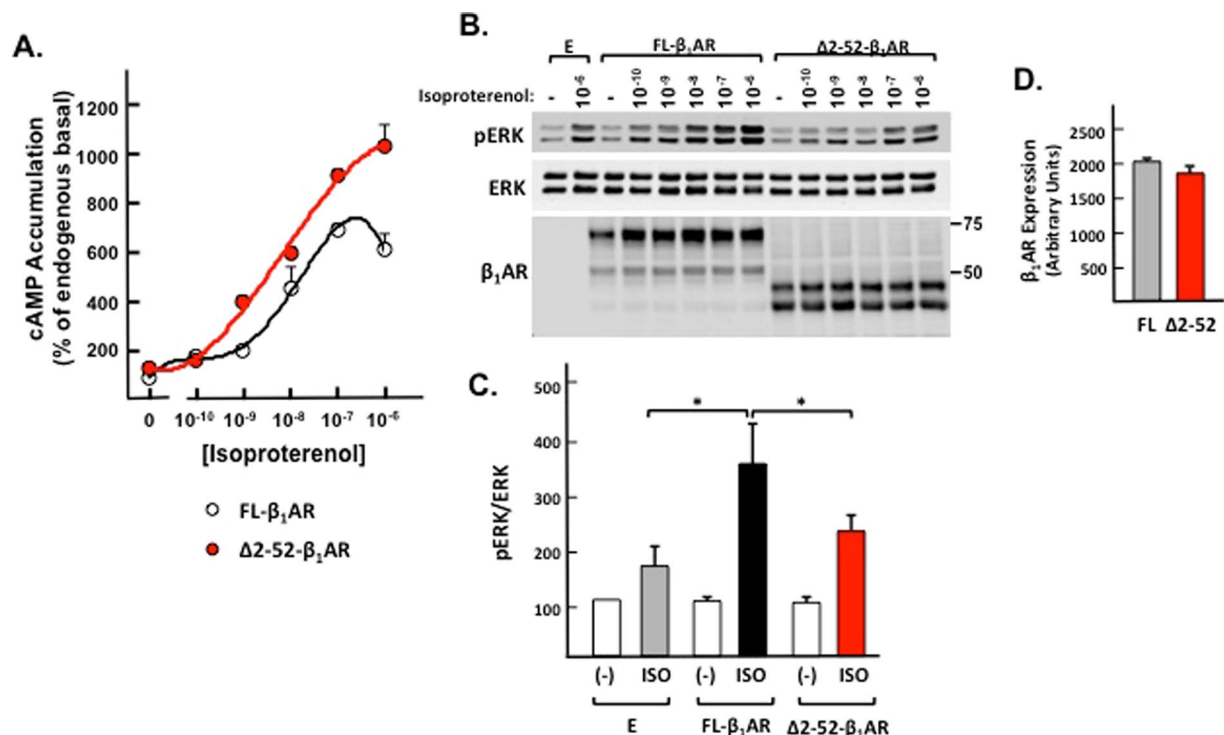 A.
cAMP Accumulation
(% of endogenous basal)
1200
1000
800
600
400
200
0 10⁻¹⁰ 10⁻⁹ 10⁻⁸ 10⁻⁷ 10⁻⁶
[Isoproterenol]
FL-β₁AR
Δ2-52-β₁AR
B.
E FL-β₁AR Δ2-52-β₁AR
Isoproterenol: - 10⁻⁶ - 10⁻¹⁰ 10⁻⁹ 10⁻⁸ 10⁻⁷ 10⁻⁶ - 10⁻¹⁰ 10⁻⁹ 10⁻⁸ 10⁻⁷ 10⁻⁶
pERK
ERK
β₁AR
75
50
C.
pERK/ERK
500
400
300
200
100
* *
(-) ISO (-) ISO (-) ISO
E FL-β₁AR Δ2-52-β₁AR
D.
β₁AR Expression
(Arbitrary Units)
2500
2000
1500
1000
500
FL Δ2-52